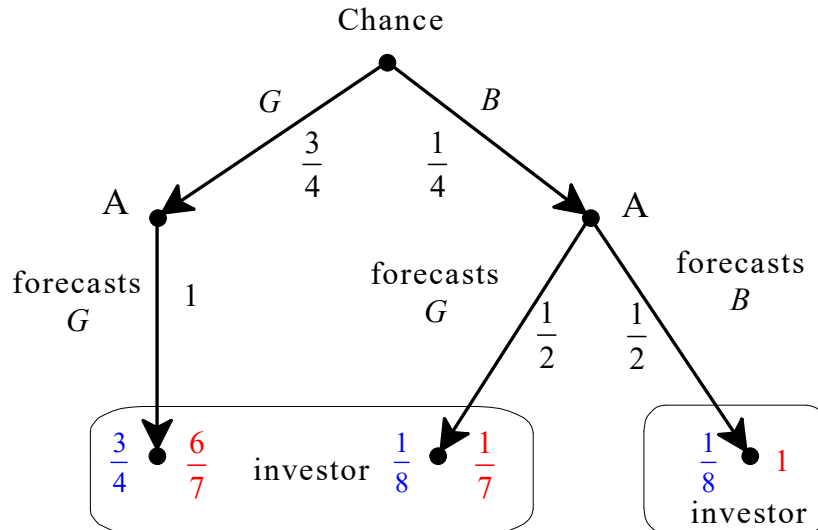 Chance
G
B
3/4
1/4
A
A
forecasts
G
1
forecasts
G
1/2
1/2
forecasts
B
3/4
6/7
investor
1/8
1/7
1/8
1
investor